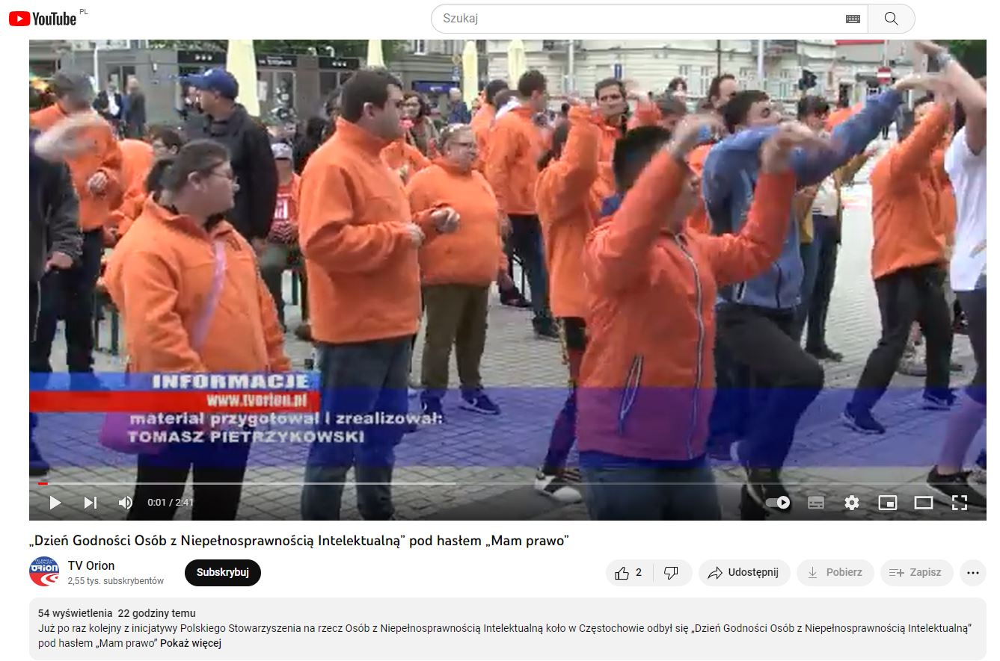 YouTube PL
Szukaj
INFORMACJE
www.tvorion.pl
materiał przygotował i zrealizował:
TOMASZ PIETRZYKOWSKI
0:01 / 2:41
„Dzień Godności Osób z Niepełnosprawnością Intelektualną” pod hasłem „Mam prawo”
ORION
TV Orion
2,55 tys. subskrybentów
Subskrybuj
2
Udostępnij
Pobierz
Zapisz
54 wyświetlenia 22 godziny temu
Już po raz kolejny z inicjatywy Polskiego Stowarzyszenia na rzecz Osób z Niepełnosprawnością Intelektualną koło w Częstochowie odbył się „Dzień Godności Osób z Niepełnosprawnością Intelektualną”
pod hasłem „Mam prawo” Pokaż więcej